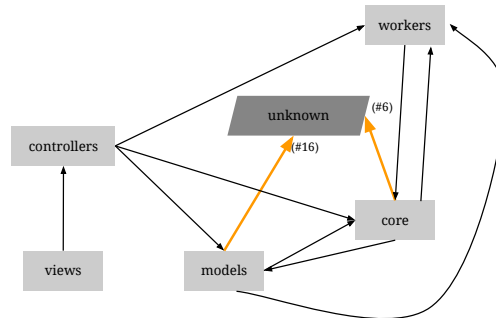 workers
unknown
(#6)
controllers
(#16)
core
views
models